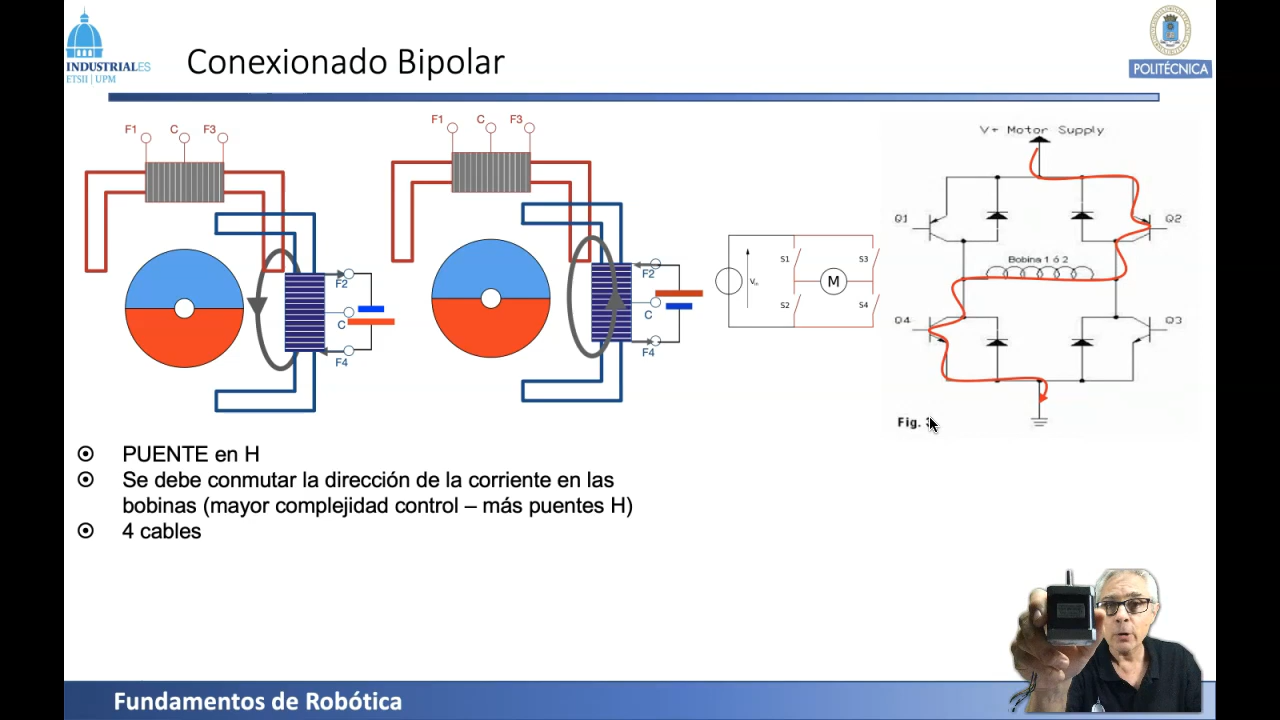 INDUSTRIALES
ETSII | UPM
Conexionado Bipolar
POLITÉCNICA
F1 C F3
F2
C
F4
F1 C F3
F2
C
F4
S1
S3
M
S2
S4
V+ Motor Supply
Q1
Q2
Bobina 1 ó 2
Q4
Q3
Fig.
PUENTE en H
Se debe conmutar la dirección de la corriente en las
bobinas (mayor complejidad control – más puentes H)
4 cables
Fundamentos de Robótica